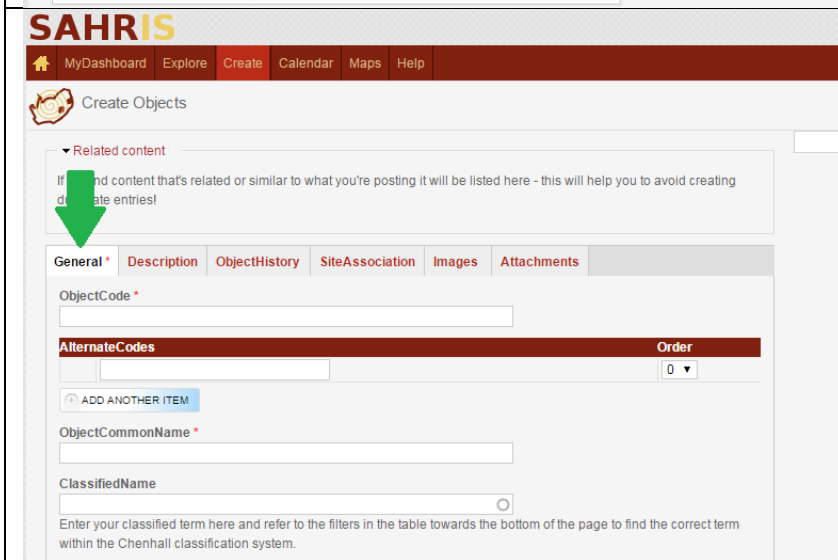 SAHRIS
MyDashboard Explore Create Calendar Maps Help
Create Objects
Related content
If nd content that's related or similar to what you're posting it will be listed here - this will help you to avoid creating
ate entries!
General * Description ObjectHistory SiteAssociation Images Attachments
ObjectCode *
AlternateCodes Order
0
ADD ANOTHER ITEM
ObjectCommonName *
ClassifiedName
Enter your classified term here and refer to the filters in the table towards the bottom of the page to find the correct term
within the Chenhall classification system.